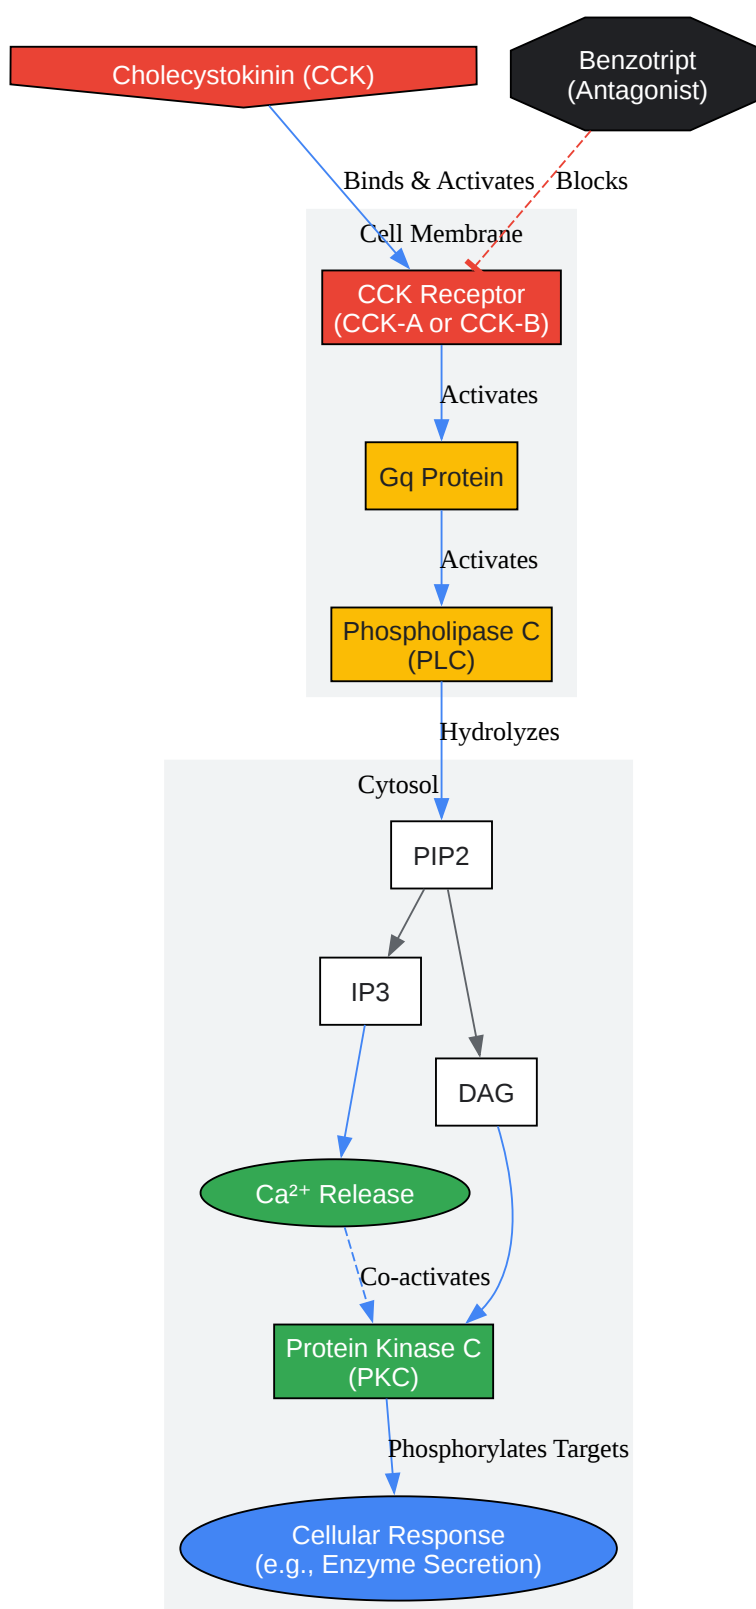 Cholecystokinin (CCK)
Benzotript
(Antagonist)
Binds & Activates
Blocks
Cell Membrane
CCK Receptor
(CCK-A or CCK-B)
Activates
Gq Protein
Activates
Phospholipase C
(PLC)
Hydrolyzes
Cytosol
PIP2
IP3
DAG
Ca²⁺ Release
Co-activates
Protein Kinase C
(PKC)
Phosphorylates Targets
Cellular Response
(e.g., Enzyme Secretion)